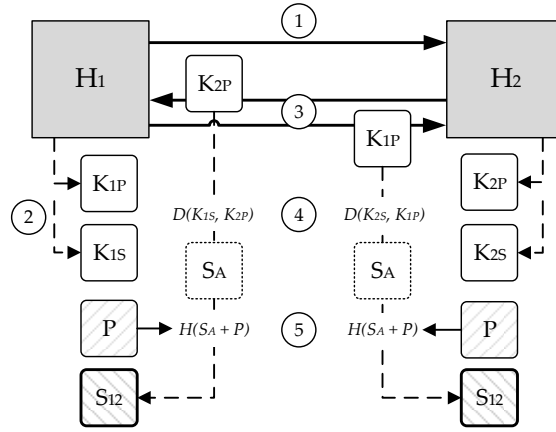 1
H1
H2
K2P
3
K1P
K1P
K2P
2
D(K1S, K2P)
4
D(K2S, K1P)
K1S
K2S
SA
SA
P
H(SA + P)
5
H(SA + P)
P
S12
S12